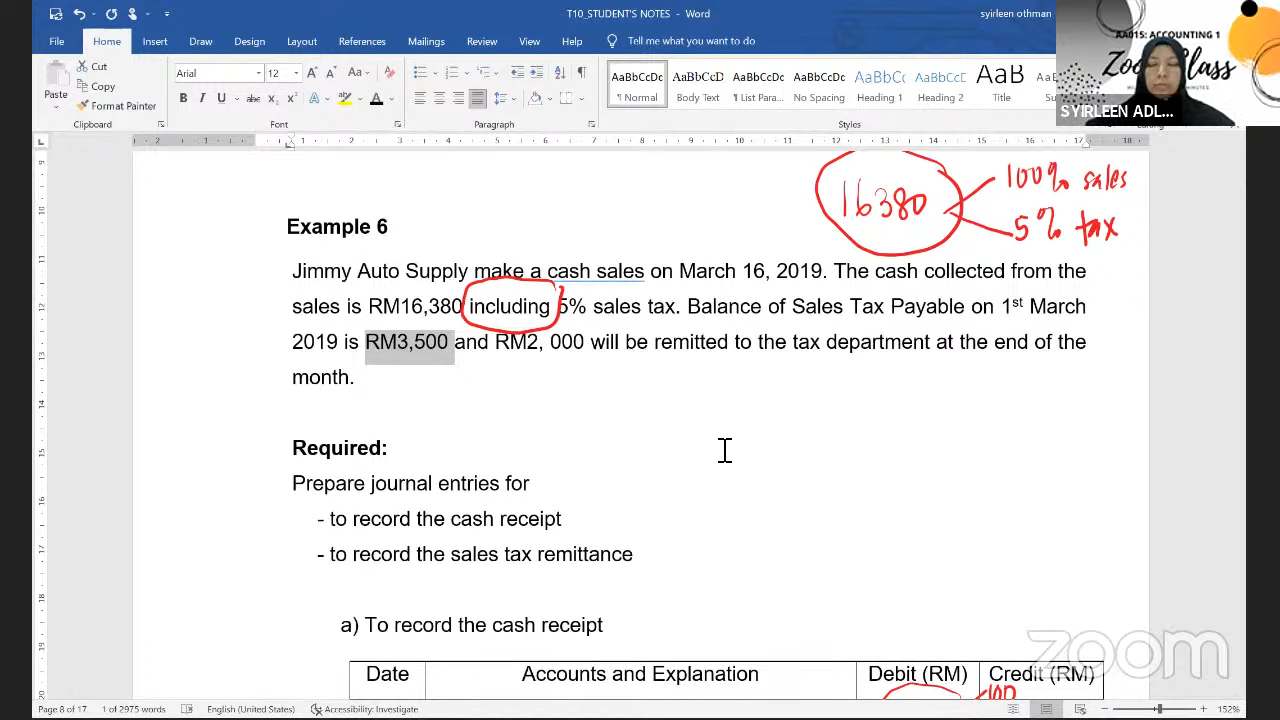 T10_STUDENT'S NOTES - Word
syirleen othman
File Home Insert Draw Design Layout References Mailings Review View Help Tell me what you want to do
Paste
Cut
Copy
Format Painter
Clipboard
Arial 12
Font
Paragraph
AaBbCcDc AaBbCcDc AaBbCcDc AaBbCcDc AaBbC AaBbCcD AaB
¶ Normal Body Text ¶ List Para... No Spacing Heading 1 Heading 2 Title
Styles
AA015: ACCOUNTING 1
SYIRLEEN ADL...
16380
100% sales
5% tax
Example 6
Jimmy Auto Supply make a cash sales on March 16, 2019. The cash collected from the
sales is RM16,380 including 5% sales tax. Balance of Sales Tax Payable on 1st March
2019 is RM3,500 and RM2, 000 will be remitted to the tax department at the end of the
month.
Required:
Prepare journal entries for
- to record the cash receipt
- to record the sales tax remittance
a) To record the cash receipt
Date Accounts and Explanation Debit (RM) Credit (RM)
100
zoom
Page 8 of 17 1 of 2975 words English (United States) Accessibility: Investigate 152%